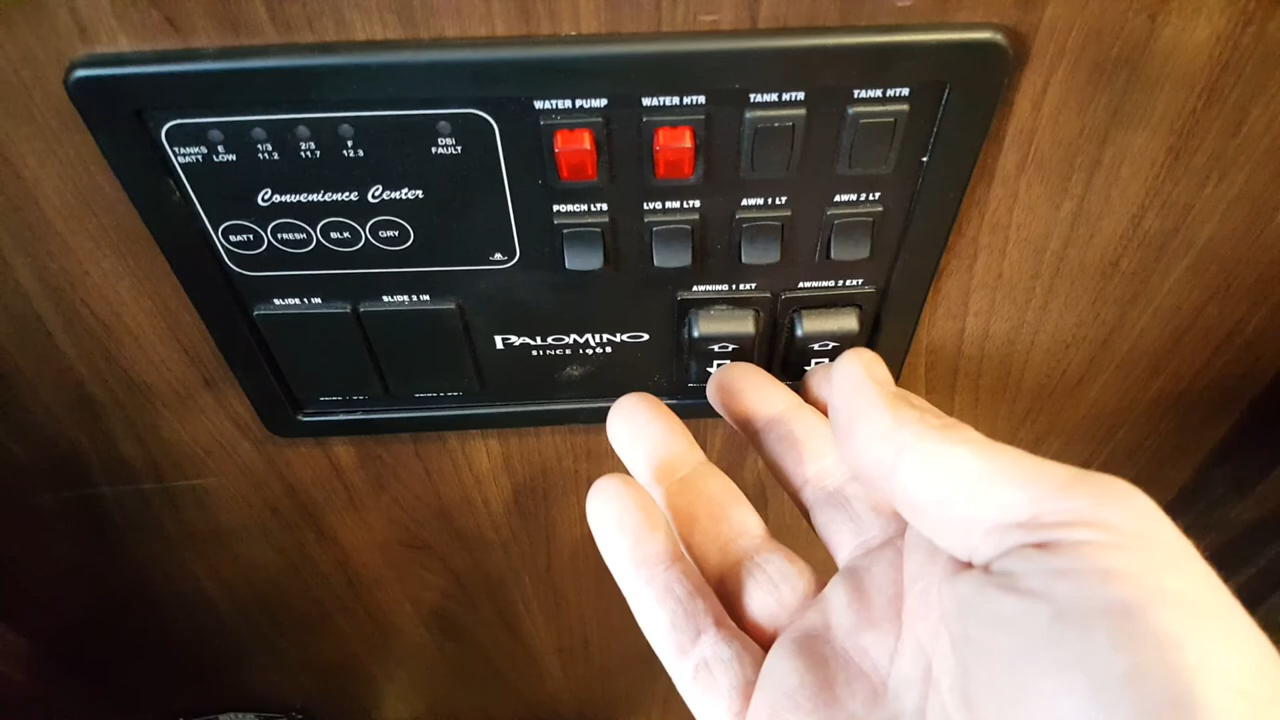 WATER PUMP
WATER HTR
TANK HTR
TANK HTR
TANKS E 1/3 2/3 F
BATT LOW 11.2 11.7 12.3
DSI
FAULT
Convenience Center
BATT
FRESH
BLK
GRY
PORCH LTS
LVG RM LTS
AWN 1 LT
AWN 2 LT
SLIDE 1 IN
SLIDE 2 IN
AWNING 1 EXT
AWNING 2 EXT
PALOMINO
SINCE 1968